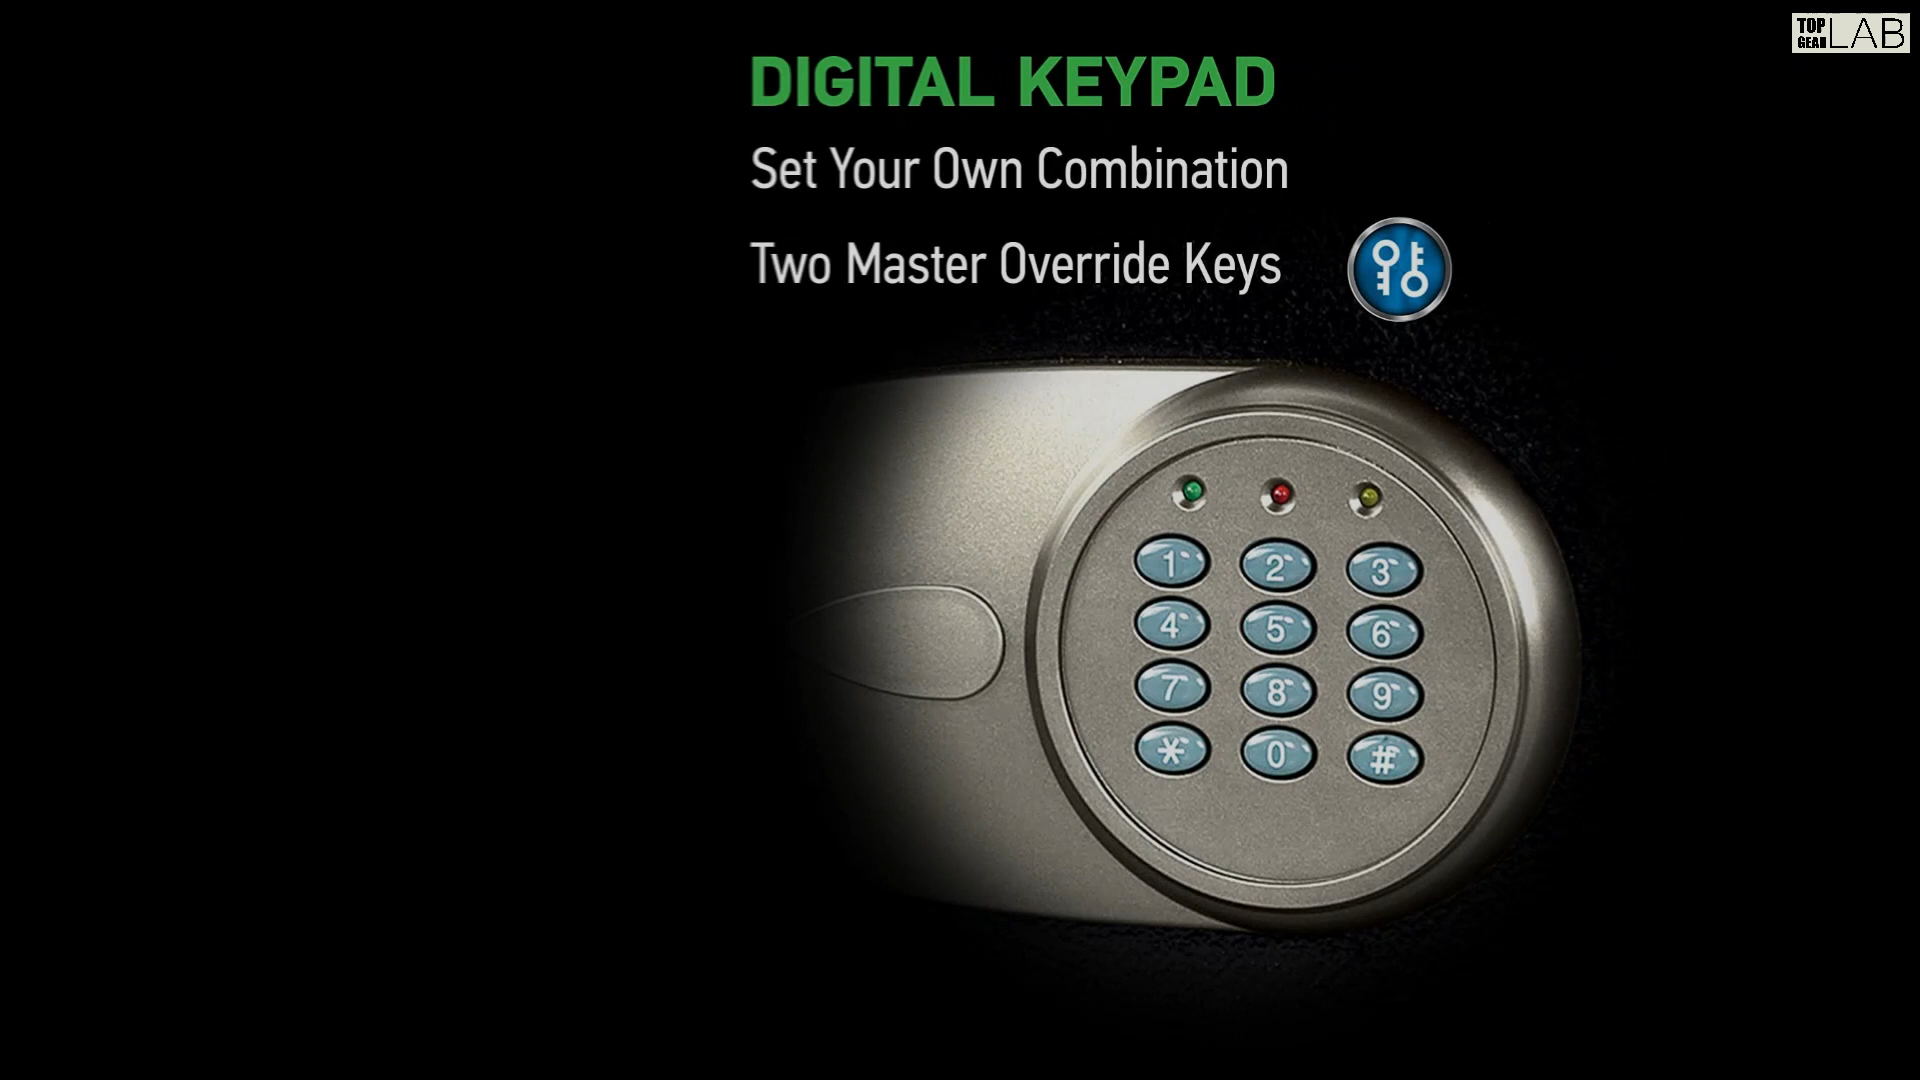 TOP
GEAR LAB
DIGITAL KEYPAD
Set Your Own Combination
Two Master Override Keys
1 2 3
4 5 6
7 8 9
* 0 #